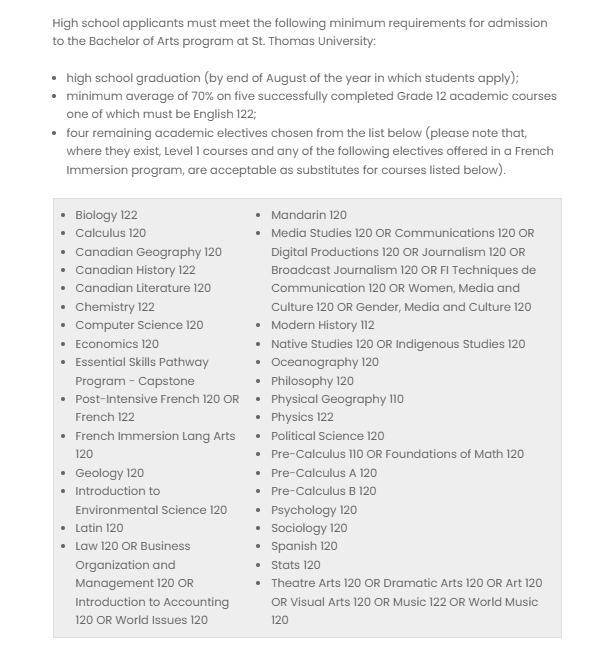 High school applicants must meet the following minimum requirements for admission
to the Bachelor of Arts program at St. Thomas University:
• high school graduation (by end of August of the year in which students apply);
• minimum average of 70% on five successfully completed Grade 12 academic courses
one of which must be English 122;
• four remaining academic electives chosen from the list below (please note that,
where they exist, Level 1 courses and any of the following electives offered in a French
Immersion program, are acceptable as substitutes for courses listed below).
• Biology 122
• Calculus 120
• Canadian Geography 120
• Canadian History 122
• Canadian Literature 120
• Chemistry 122
• Computer Science 120
• Economics 120
• Essential Skills Pathway
Program - Capstone
• Post-Intensive French 120 OR
French 122
• French Immersion Lang Arts
120
• Geology 120
• Introduction to
Environmental Science 120
• Latin 120
• Law 120 OR Business
Organization and
Management 120 OR
Introduction to Accounting
120 OR World Issues 120
• Mandarin 120
• Media Studies 120 OR Communications 120 OR
Digital Productions 120 OR Journalism 120 OR
Broadcast Journalism 120 OR FI Techniques de
Communication 120 OR Women, Media and
Culture 120 OR Gender, Media and Culture 120
• Modern History 112
• Native Studies 120 OR Indigenous Studies 120
• Oceanography 120
• Philosophy 120
• Physical Geography 110
• Physics 122
• Political Science 120
• Pre-Calculus 110 OR Foundations of Math 120
• Pre-Calculus A 120
• Pre-Calculus B 120
• Psychology 120
• Sociology 120
• Spanish 120
• Stats 120
• Theatre Arts 120 OR Dramatic Arts 120 OR Art 120
OR Visual Arts 120 OR Music 122 OR World Music
120